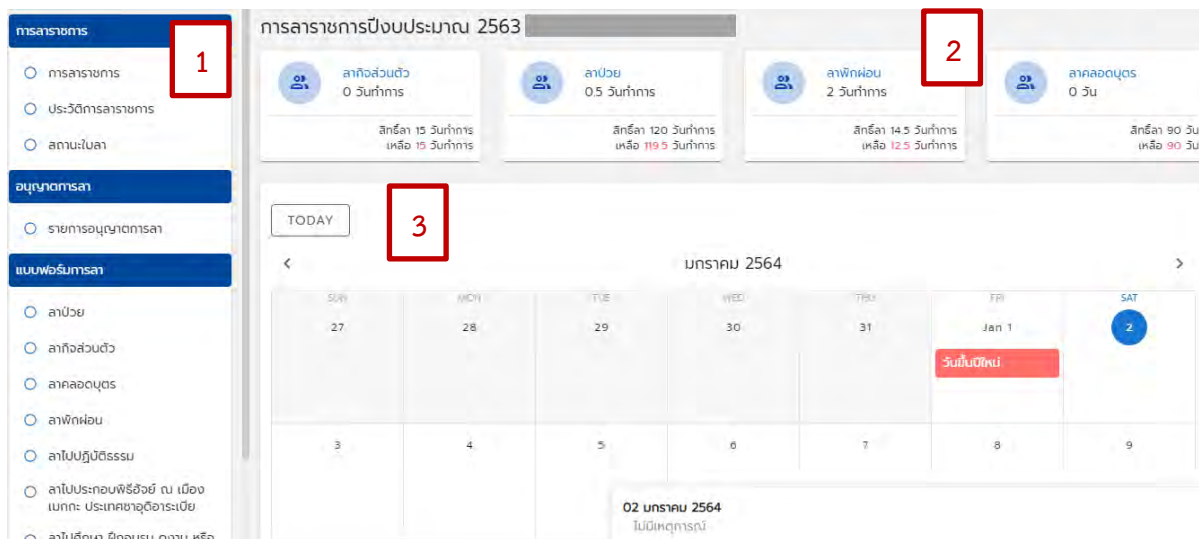 การลาราชการ
1
การลาราชการ
ประวัติการลาราชการ
สถานะใบลา
อนุญาตการลา
รายการอนุญาตการลา
แบบฟอร์มการลา
ลาป่วย
ลากิจส่วนตัว
ลาคลอดบุตร
ลาพักผ่อน
ลาไปปฏิบัติธรรม
ลาไปประกอบพิธีฮัจย์ ณ เมือง
เมกกะ ประเทศซาอุดิอาระเบีย
ลาไปศึกษา ฝึกอบรม ดูงาน หรือ
การลาราชการปีงบประมาณ 2563
2
ลากิจส่วนตัว
0 วันทำการ
สิทธิ์ลา 15 วันทำการ
เหลือ 15 วันทำการ
ลาป่วย
0.5 วันทำการ
สิทธิ์ลา 120 วันทำการ
เหลือ 119.5 วันทำการ
ลาพักผ่อน
2 วันทำการ
สิทธิ์ลา 14.5 วันทำการ
เหลือ 12.5 วันทำการ
ลาคลอดบุตร
0 วัน
สิทธิ์ลา 90 วัน
เหลือ 90 วัน
TODAY
3
มกราคม 2564
SUN MON TUE WED THU FRI SAT
27 28 29 30 31 Jan 1 2
วันขึ้นปีใหม่
3 4 5 6 7 8 9
02 มกราคม 2564
ไม่มีเหตุการณ์